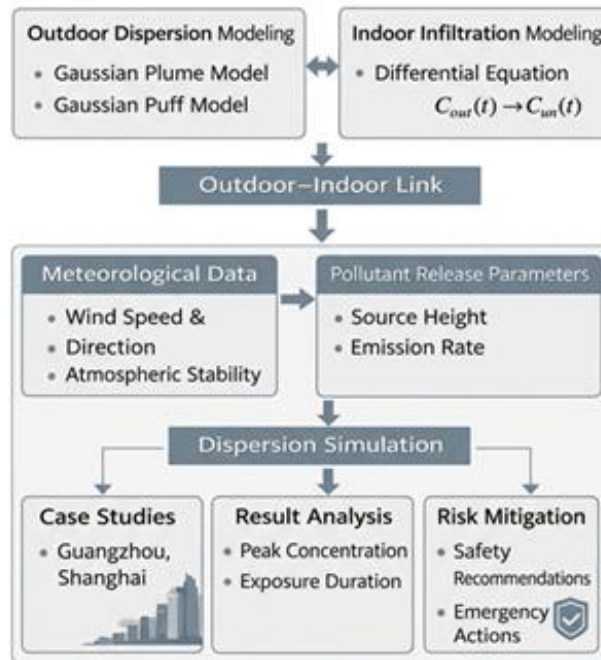 Outdoor Dispersion Modeling
• Gaussian Plume Model
• Gaussian Puff Model
Indoor Infiltration Modeling
• Differential Equation
C_out(t) → C_un(t)
Outdoor–Indoor Link
Meteorological Data
• Wind Speed &
• Direction
• Atmospheric Stability
Pollutant Release Parameters
• Source Height
• Emission Rate
Dispersion Simulation
Case Studies
• Guangzhou,
Shanghai
Result Analysis
• Peak Concentration
• Exposure Duration
Risk Mitigation
• Safety
Recommendations
• Emergency
Actions